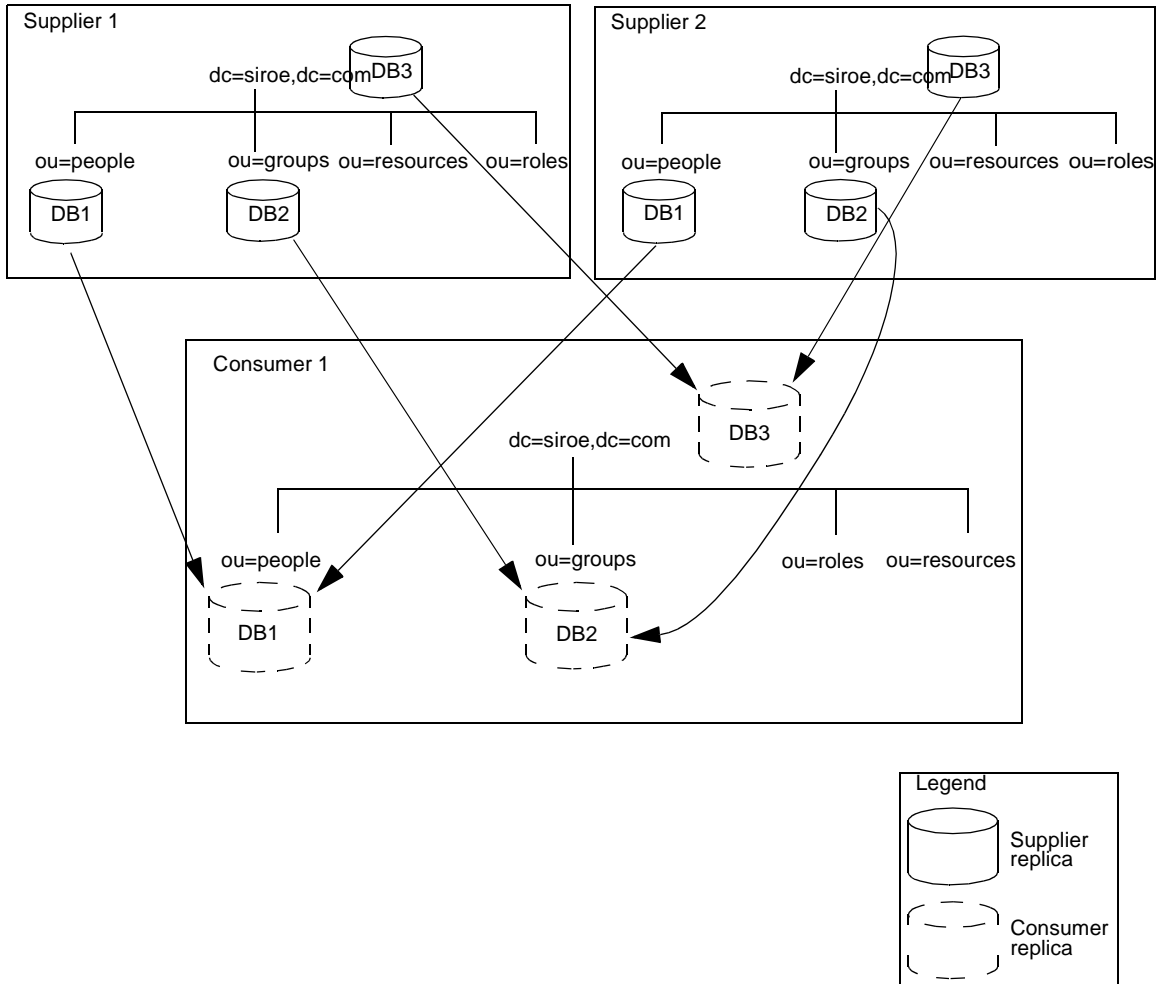 Supplier 1
dc=siroe,dc=com
DB3
ou=people
ou=groups
ou=resources
ou=roles
DB1
DB2
Supplier 2
dc=siroe,dc=com
DB3
ou=people
ou=groups
ou=resources
ou=roles
DB1
DB2
Consumer 1
DB3
dc=siroe,dc=com
ou=people
ou=groups
ou=roles
ou=resources
DB1
DB2
Legend
Supplier
replica
Consumer
replica